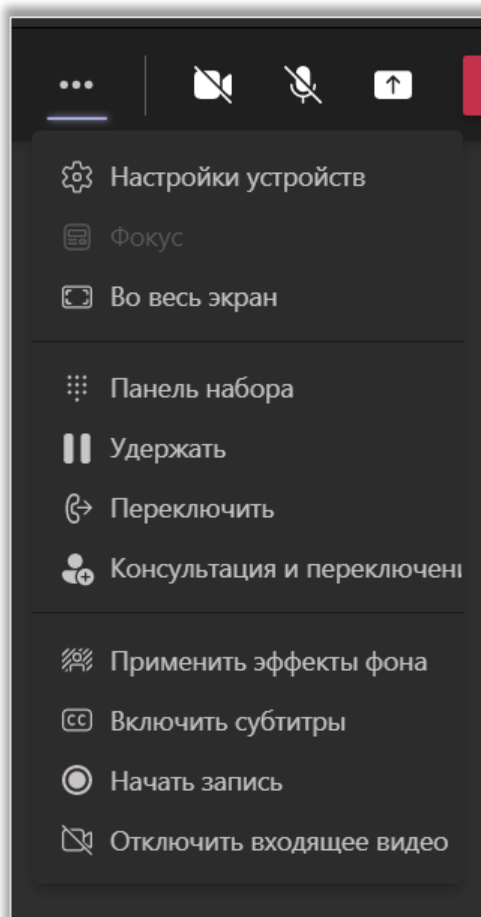 Настройки устройств
Фокус
Во весь экран
Панель набора
Удержать
Переключить
Консультация и переключени
Применить эффекты фона
CC Включить субтитры
Начать запись
Отключить входящее видео